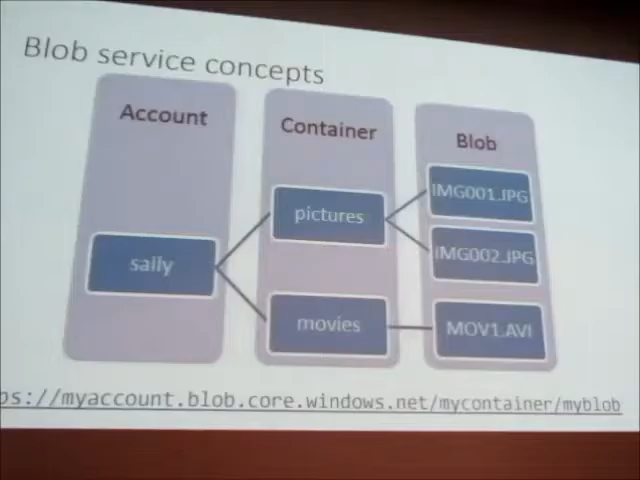 Blob service concepts
Account
Container
Blob
sally
pictures
movies
IMG001.JPG
IMG002.JPG
MOV1.AVI
ps://myaccount.blob.core.windows.net/mycontainer/myblob